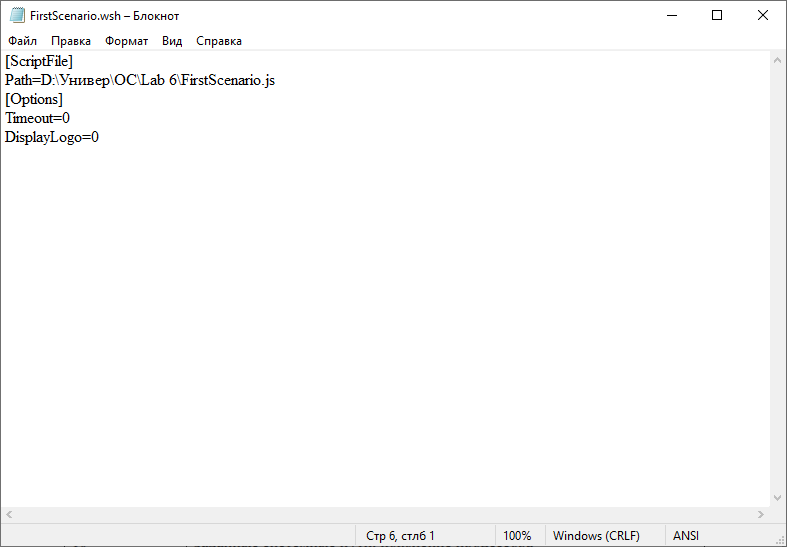 FirstScenario.wsh – Блокнот
Файл Правка Формат Вид Справка
[ScriptFile]
Path=D:\Универ\ОС\Lab 6\FirstScenario.js
[Options]
Timeout=0
DisplayLogo=0
Стр 6, стлб 1 100% Windows (CRLF) ANSI